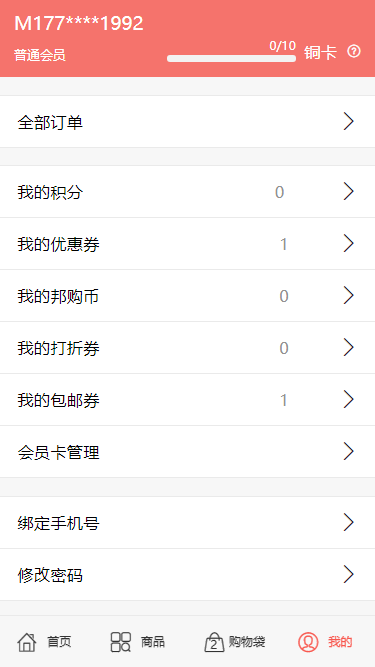 M177****1992
普通会员 0/10 铜卡
全部订单
我的积分 0
我的优惠券 1
我的邦购币 0
我的打折券 0
我的包邮券 1
会员卡管理
绑定手机号
修改密码
首页 商品 2 购物袋 我的